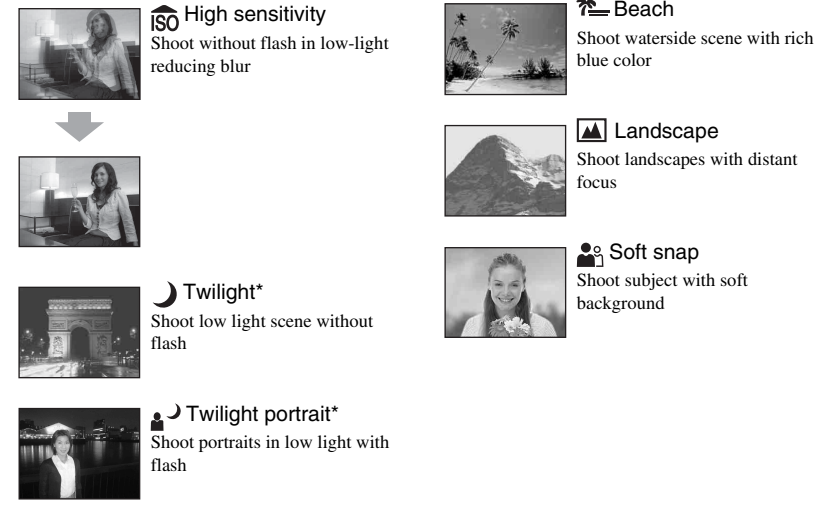 ISO High sensitivity
Shoot without flash in low-light
reducing blur
Twilight*
Shoot low light scene without
flash
Twilight portrait*
Shoot portraits in low light with
flash
Beach
Shoot waterside scene with rich
blue color
Landscape
Shoot landscapes with distant
focus
Soft snap
Shoot subject with soft
background